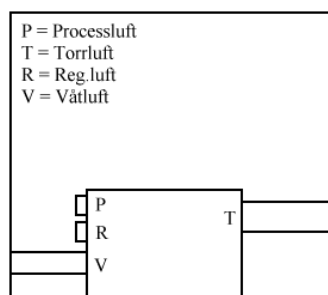 P = Processluft
T = Torrluft
R = Reg.luft
V = Våtluft
P
T
R
V